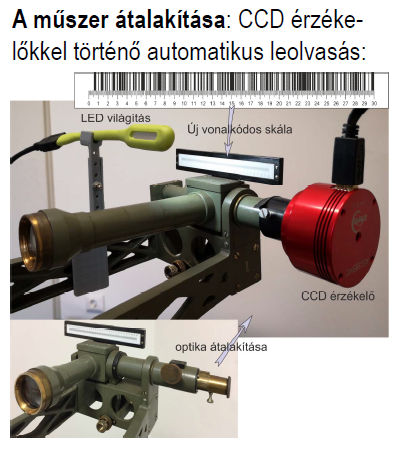 A műszer átalakítása: CCD érzéke-
lőkkel történő automatikus leolvasás:
0 1 2 3 4 5 6 7 8 9 10 11 12 13 14 15 16 17 18 19 20 21 22 23 24 25 26 27 28 29 30
LED világítás
Új vonalkódos skála
CCD érzékelő
optika átalakítása